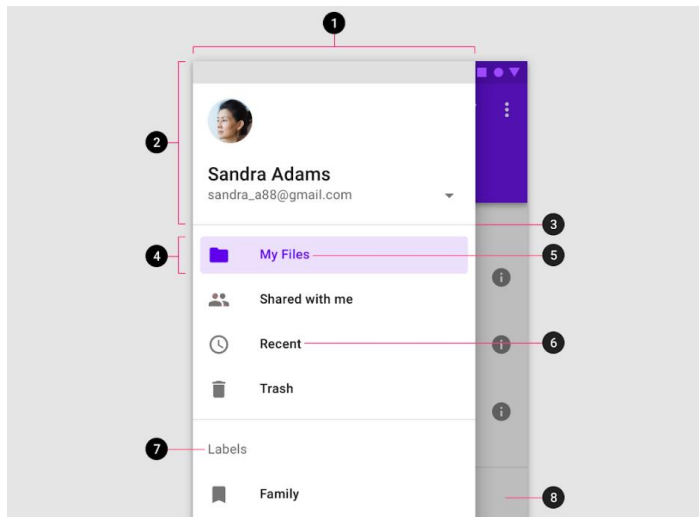 1
2
Sandra Adams
sandra_a88@gmail.com
3
4
My Files
5
Shared with me
Recent
6
Trash
7
Labels
Family
8